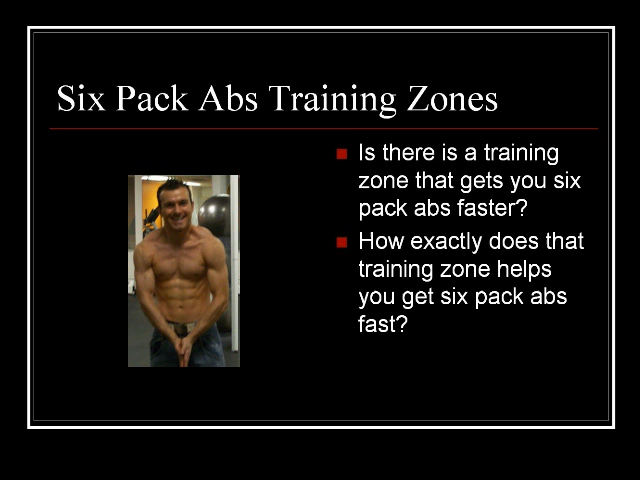 Six Pack Abs Training Zones
Is there is a training
zone that gets you six
pack abs faster?
How exactly does that
training zone helps
you get six pack abs
fast?